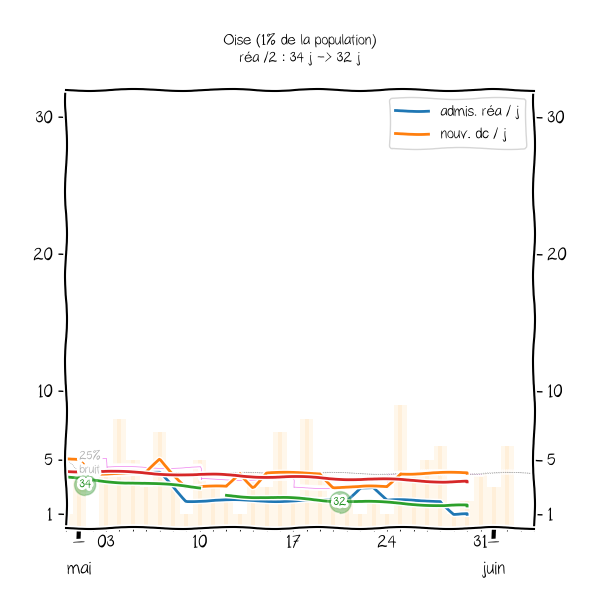 Oise (1% de la population)
réa /2 : 34 j -> 32 j
admis. réa / j
nouv. dc / j
30
30
20
20
10
10
5
5
1
1
25%
bruit
34
32
03
10
17
24
31
mai
juin